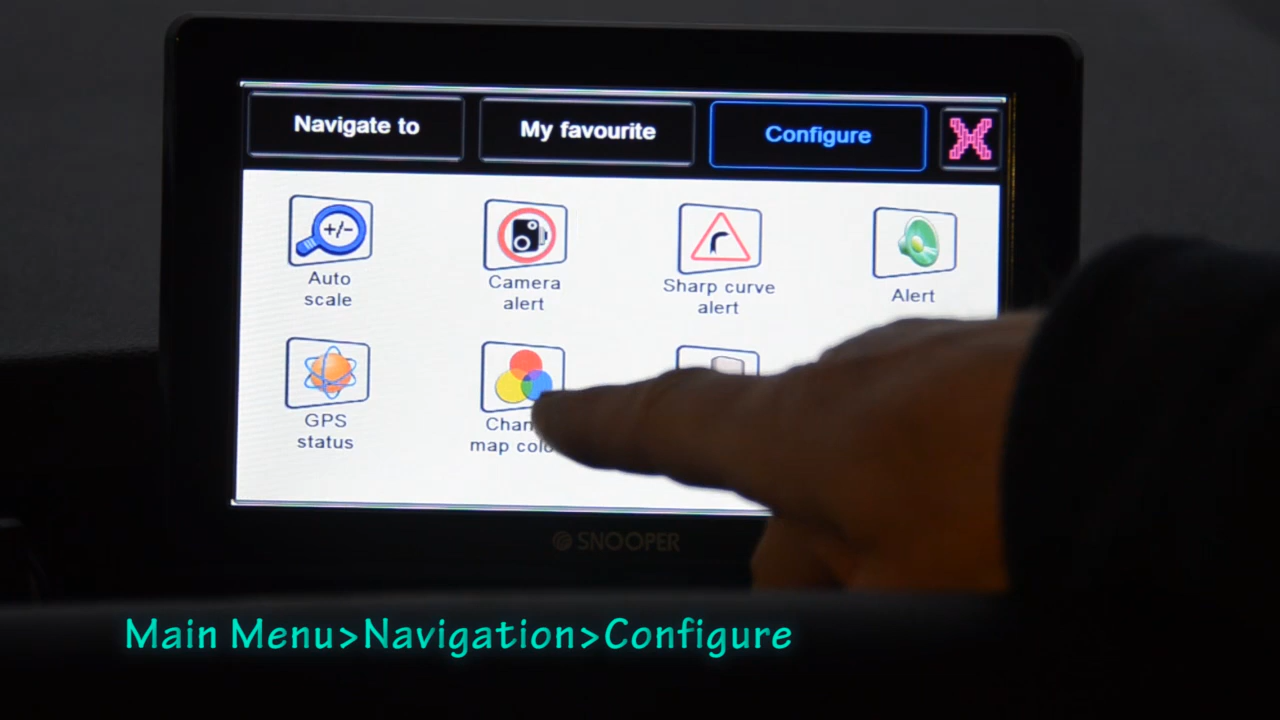 Navigate to
My favourite
Configure
+/-
Auto
scale
Camera
alert
Sharp curve
alert
Alert
GPS
status
map
SNOOPER
Main Menu>Navigation>Configure